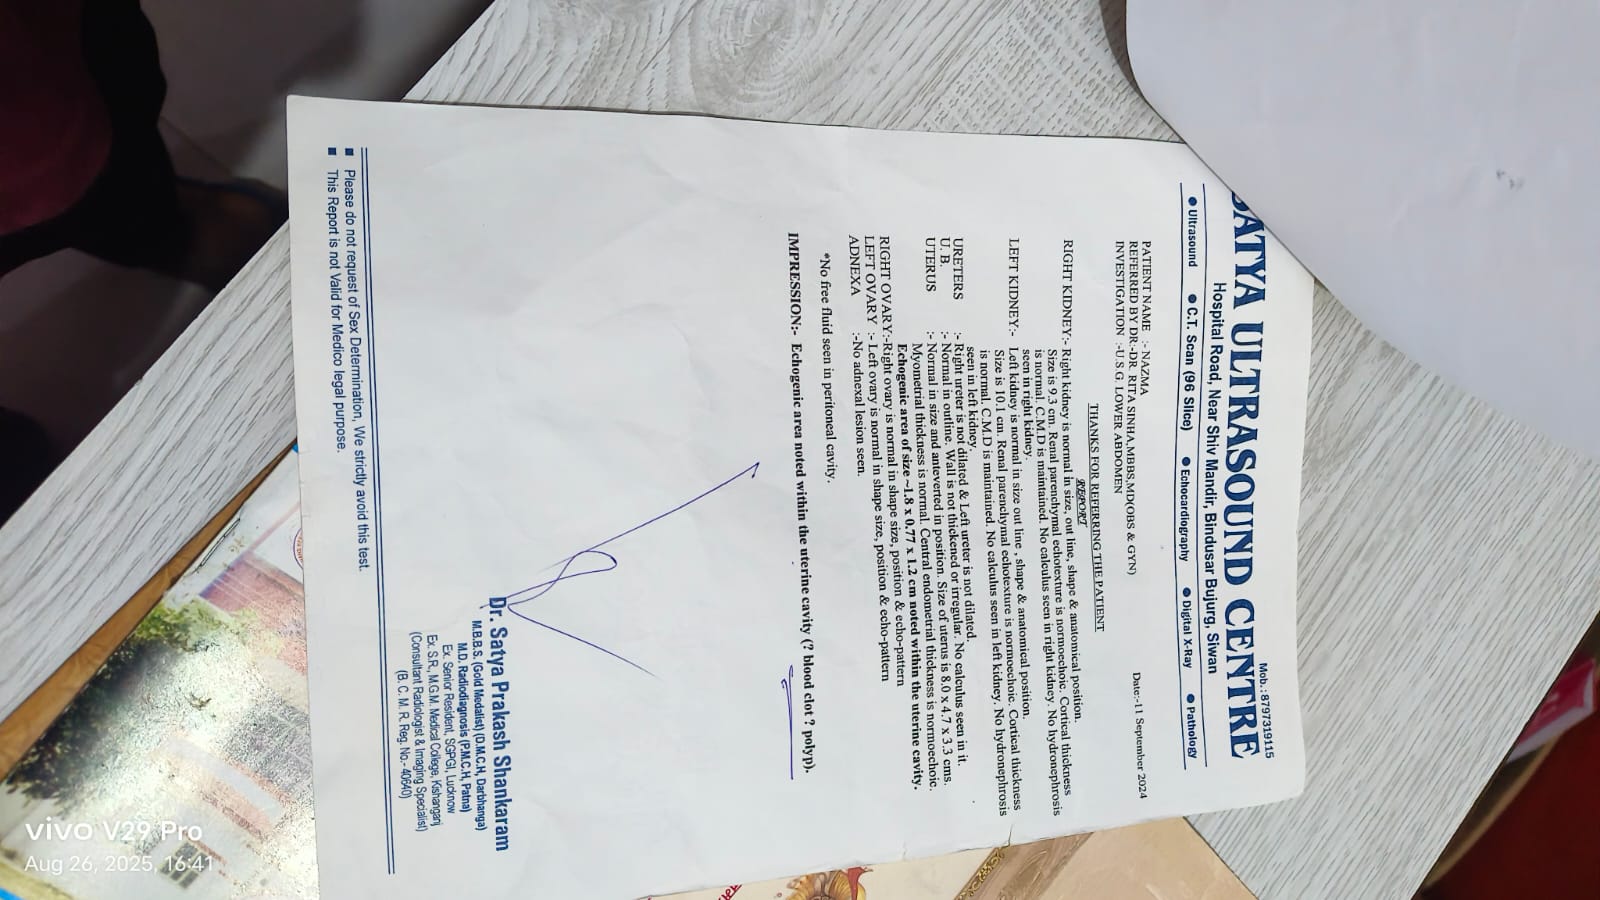 Mob.: 8797319115
SATYA ULTRASOUND CENTRE
Hospital Road, Near Shiv Mandir, Bindusar Bujurg, Siwan
● Ultrasound ● C.T. Scan (96 Slice) ● Echocardiography ● Digital X-Ray ● Pathology
PATIENT NAME :- NAZMA Date:-11 September 2024
REFERRED BY DR:-DR. RITA SINHA,MBBS,MD(OBS & GYN)
INVESTIGATION :-U.S.G. LOWER ABDOMEN
THANKS FOR REFERRING THE PATIENT
REPORT
RIGHT KIDNEY:- Right kidney is normal in size, out line, shape & anatomical position.
Size is 9.3 cm. Renal parenchymal echotexture is normoechoic. Cortical thickness
is normal. C.M.D is maintained. No calculus seen in right kidney. No hydronephrosis
seen in right kidney.
LEFT KIDNEY:- Left kidney is normal in size out line , shape & anatomical position.
Size is 10.1 cm. Renal parenchymal echotexture is normoechoic. Cortical thickness
is normal. C.M.D is maintained. No calculus seen in left kidney. No hydronephrosis
seen in left kidney.
URETERS :- Right ureter is not dilated & Left ureter is not dilated.
U. B. :- Normal in outline. Wall is not thickened or irregular. No calculus seen in it.
UTERUS :- Normal in size and anteverted in position. Size of uterus is 8.0 x 4.7 x 3.3 cms.
Myometrial thickness is normal. Central endometrial thickness is normoechoic.
Echogenic area of size ~1.8 x 0.77 x 1.2 cm noted within the uterine cavity.
RIGHT OVARY:-Right ovary is normal in shape size, position & echo-pattern
LEFT OVARY :- Left ovary is normal in shape size, position & echo-pattern
ADNEXA :-No adnexal lesion seen.
*No free fluid seen in peritoneal cavity.
IMPRESSION:- Echogenic area noted within the uterine cavity (? blood clot ? polyp).
Dr. Satya Prakash Shankaram
M.B.B.S. (Gold Medalist) (D.M.C.H, Darbhanga)
M.D. Radiodiagnosis (P.M.C.H, Patna)
Ex. Senior Resident, SGPGI, Lucknow
Ex. S.R., M.G.M. Medical College, Kishanganj
(Consultant Radiologist & Imaging Specialist)
(B. C. M. R. Reg. No.- 40640)
■ Please do not request of Sex Determination, We strictly avoid this test.
■ This Report is not Valid for Medico legal purpose.
vivo V29 Pro
Aug 26, 2025, 16:41